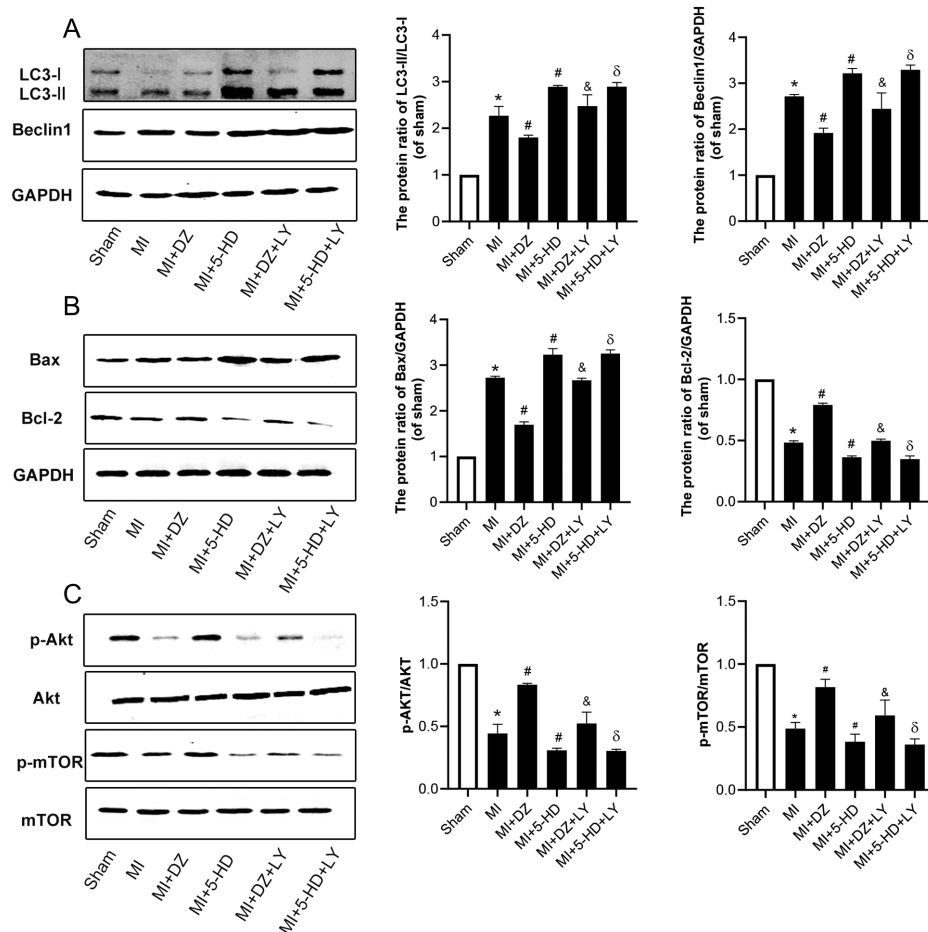 A
LC3-I
LC3-II
Beclin1
GAPDH
Sham
MI
MI+DZ
MI+5-HD
MI+DZ+LY
MI+5-HD+LY
The protein ratio of LC3-II/LC3-I
(of sham)
4
3
2
1
0
*
#
#
&
δ
Sham
MI
MI+DZ
MI+5-HD
MI+DZ+LY
MI+5-HD+LY
The protein ratio of Beclin1/GAPDH
(of sham)
4
3
2
1
0
*
#
#
&
δ
Sham
MI
MI+DZ
MI+5-HD
MI+DZ+LY
MI+5-HD+LY
B
Bax
Bcl-2
GAPDH
Sham
MI
MI+DZ
MI+5-HD
MI+DZ+LY
MI+5-HD+LY
The protein ratio of Bax/GAPDH
(of sham)
4
3
2
1
0
*
#
#
&
δ
Sham
MI
MI+DZ
MI+5-HD
MI+DZ+LY
MI+5-HD+LY
The protein ratio of Bcl-2/GAPDH
(of sham)
1.5
1.0
0.5
0.0
*
#
#
&
δ
Sham
MI
MI+DZ
MI+5-HD
MI+DZ+LY
MI+5-HD+LY
C
p-Akt
Akt
p-mTOR
mTOR
Sham
MI
MI+DZ
MI+5-HD
MI+DZ+LY
MI+5-HD+LY
p-AKT/AKT
1.5
1.0
0.5
0.0
*
#
#
&
δ
Sham
MI
MI+DZ
MI+5-HD
MI+DZ+LY
MI+5-HD+LY
p-mTOR/mTOR
1.5
1.0
0.5
0.0
*
#
#
&
δ
Sham
MI
MI+DZ
MI+5-HD
MI+DZ+LY
MI+5-HD+LY